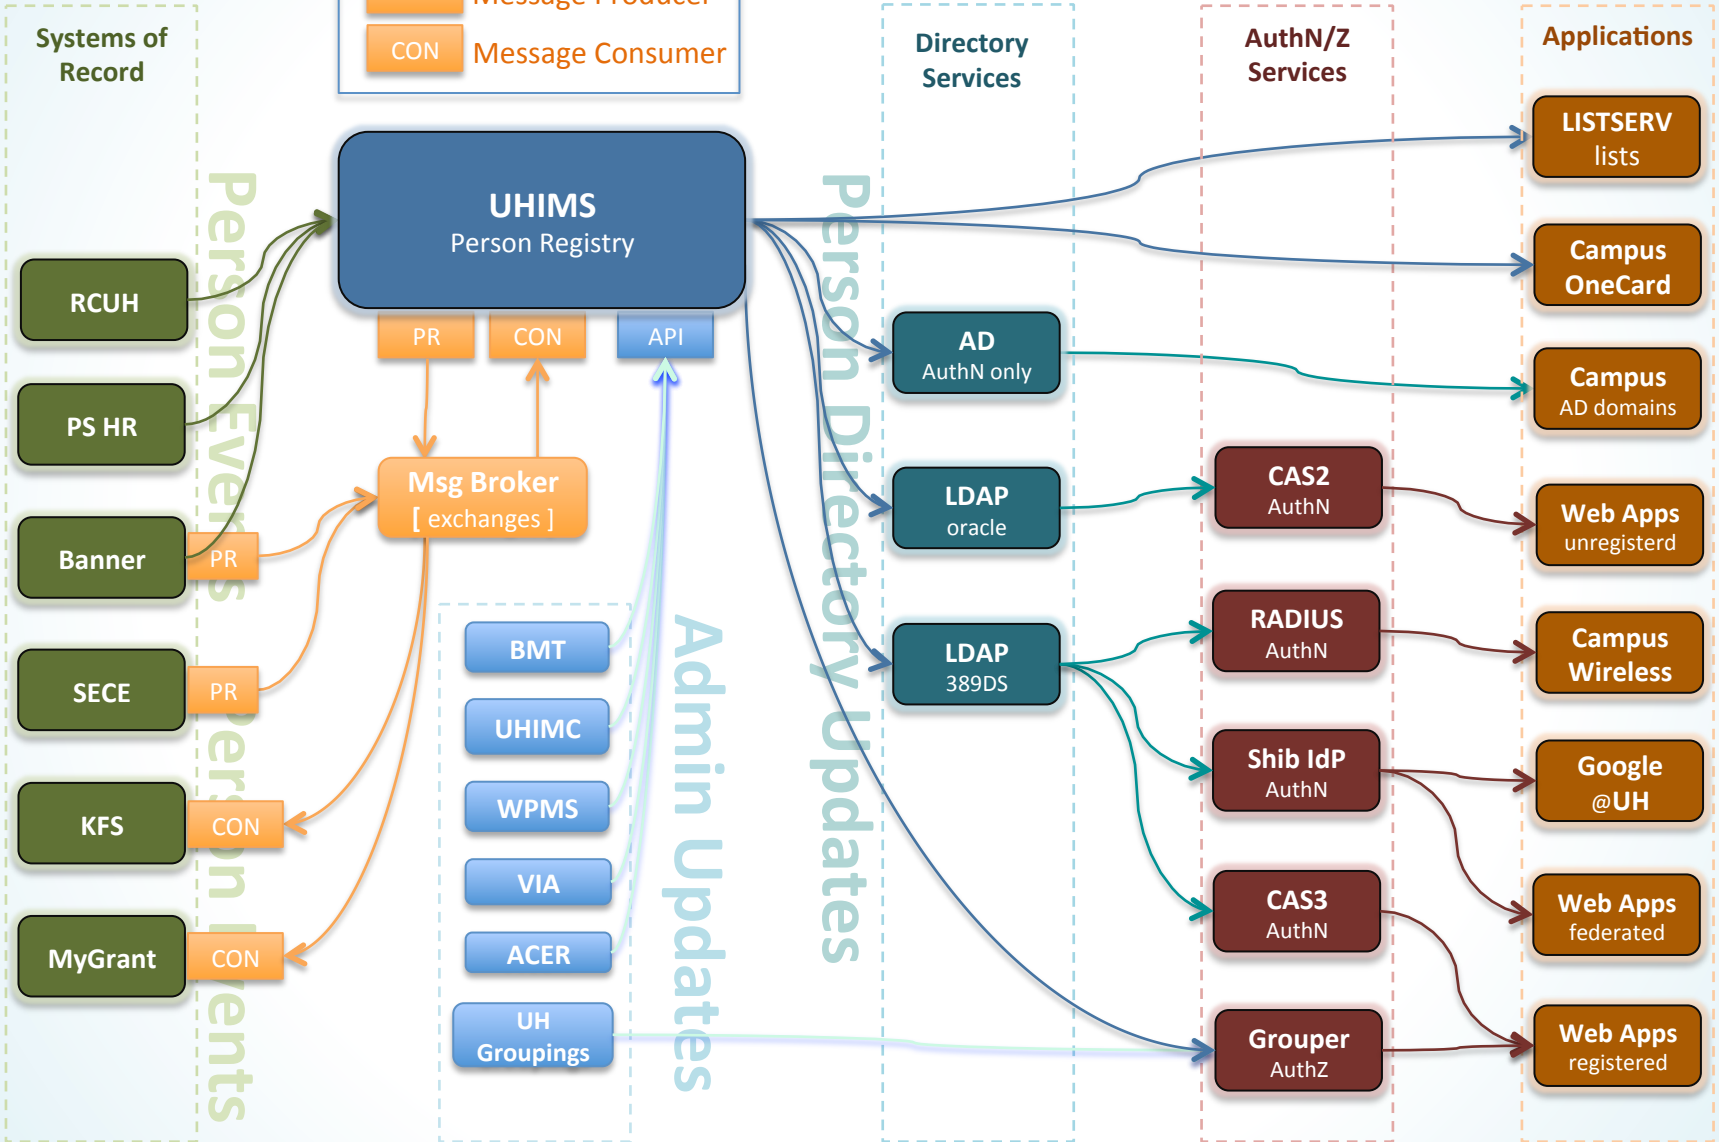 Message Producer
CON
Message Consumer
Systems of
Record
Directory
Services
AuthN/Z
Services
Applications
Person Events
Person Events
Person Directory Updates
Admin Updates
UHIMS
Person Registry
PR
CON
API
RCUH
PS HR
Banner
PR
SECE
PR
KFS
CON
MyGrant
CON
Msg Broker
[ exchanges ]
BMT
UHIMC
WPMS
VIA
ACER
UH
Groupings
AD
AuthN only
LDAP
oracle
LDAP
389DS
CAS2
AuthN
RADIUS
AuthN
Shib IdP
AuthN
CAS3
AuthN
Grouper
AuthZ
LISTSERV
lists
Campus
OneCard
Campus
AD domains
Web Apps
unregisterd
Campus
Wireless
Google
@UH
Web Apps
federated
Web Apps
registered